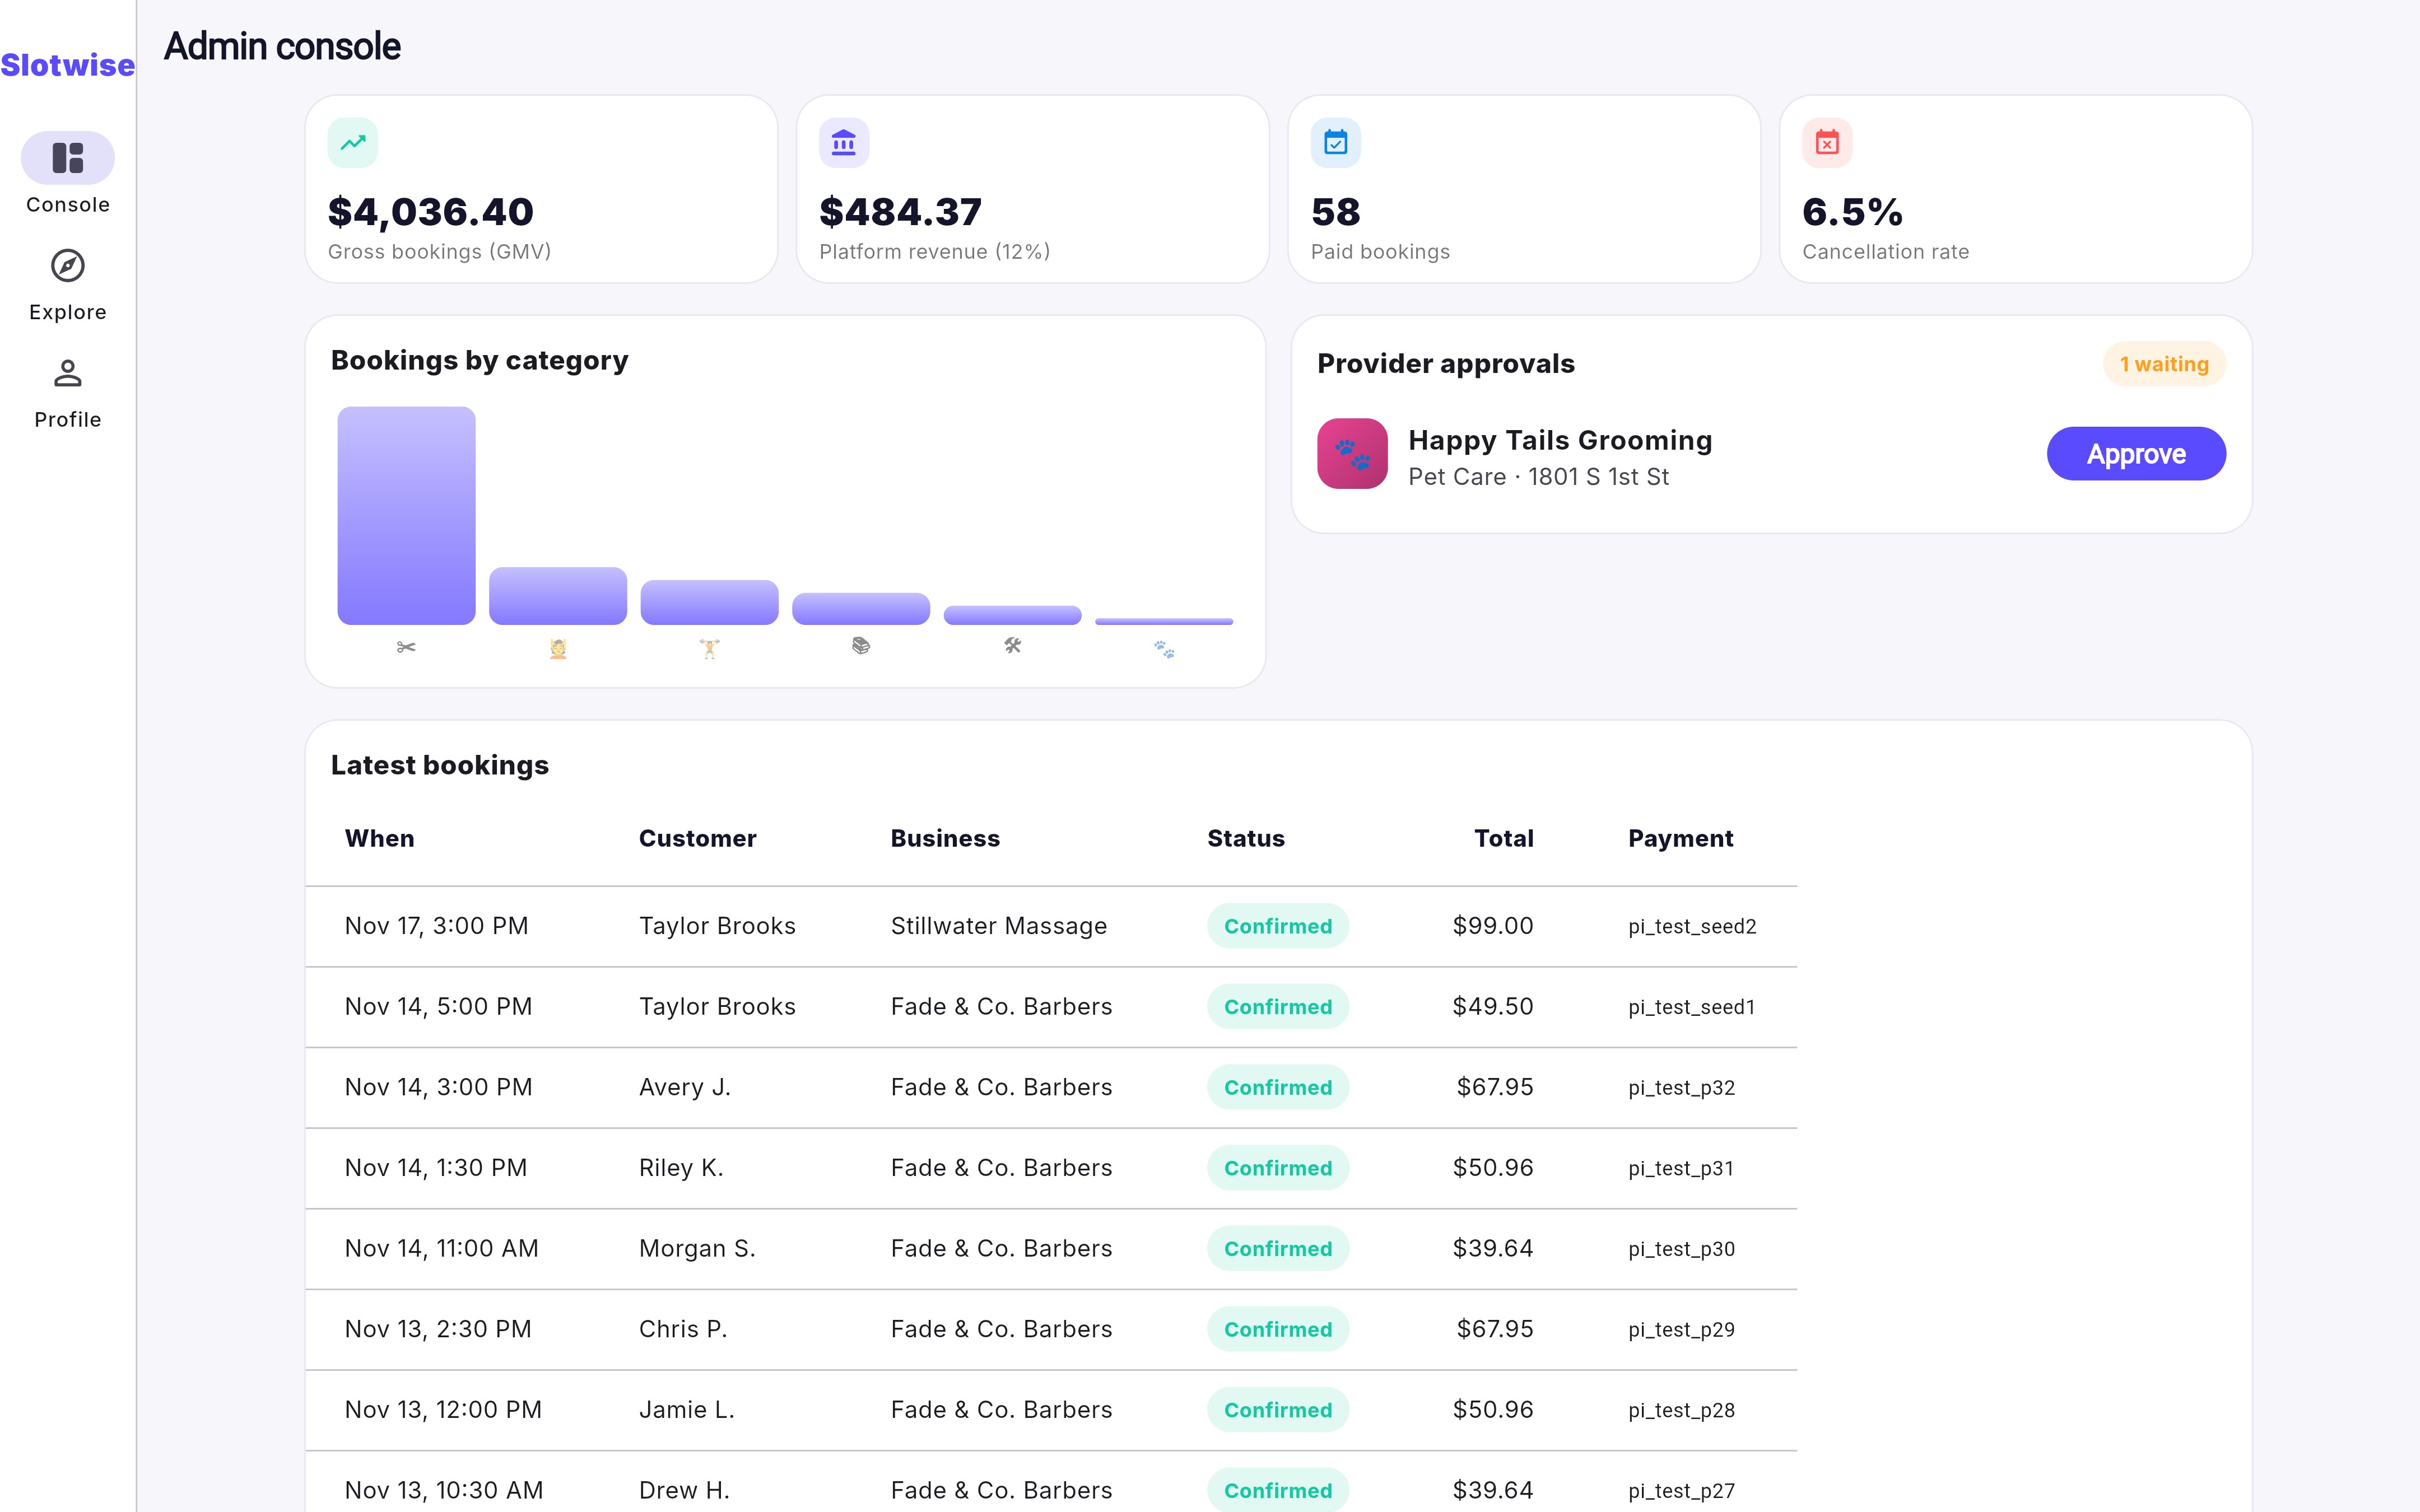 Slotwise
Console
Explore
Profile
Admin console
$4,036.40
Gross bookings (GMV)
$484.37
Platform revenue (12%)
58
Paid bookings
6.5%
Cancellation rate
Bookings by category
Provider approvals
1 waiting
Happy Tails Grooming
Pet Care · 1801 S 1st St
Approve
Latest bookings
When Customer Business Status Total Payment
Nov 17, 3:00 PM Taylor Brooks Stillwater Massage Confirmed $99.00 pi_test_seed2
Nov 14, 5:00 PM Taylor Brooks Fade & Co. Barbers Confirmed $49.50 pi_test_seed1
Nov 14, 3:00 PM Avery J. Fade & Co. Barbers Confirmed $67.95 pi_test_p32
Nov 14, 1:30 PM Riley K. Fade & Co. Barbers Confirmed $50.96 pi_test_p31
Nov 14, 11:00 AM Morgan S. Fade & Co. Barbers Confirmed $39.64 pi_test_p30
Nov 13, 2:30 PM Chris P. Fade & Co. Barbers Confirmed $67.95 pi_test_p29
Nov 13, 12:00 PM Jamie L. Fade & Co. Barbers Confirmed $50.96 pi_test_p28
Nov 13, 10:30 AM Drew H. Fade & Co. Barbers Confirmed $39.64 pi_test_p27